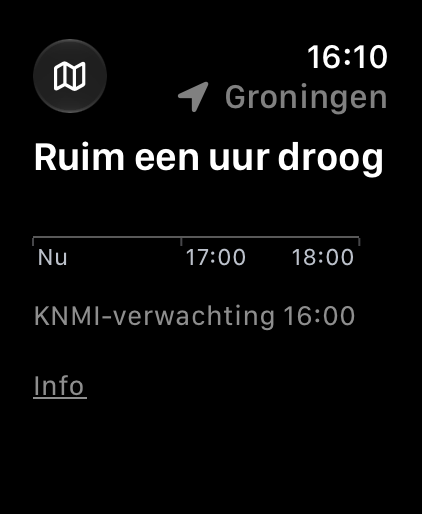 16:10
Groningen
Ruim een uur droog
Nu 17:00 18:00
KNMI-verwachting 16:00
Info